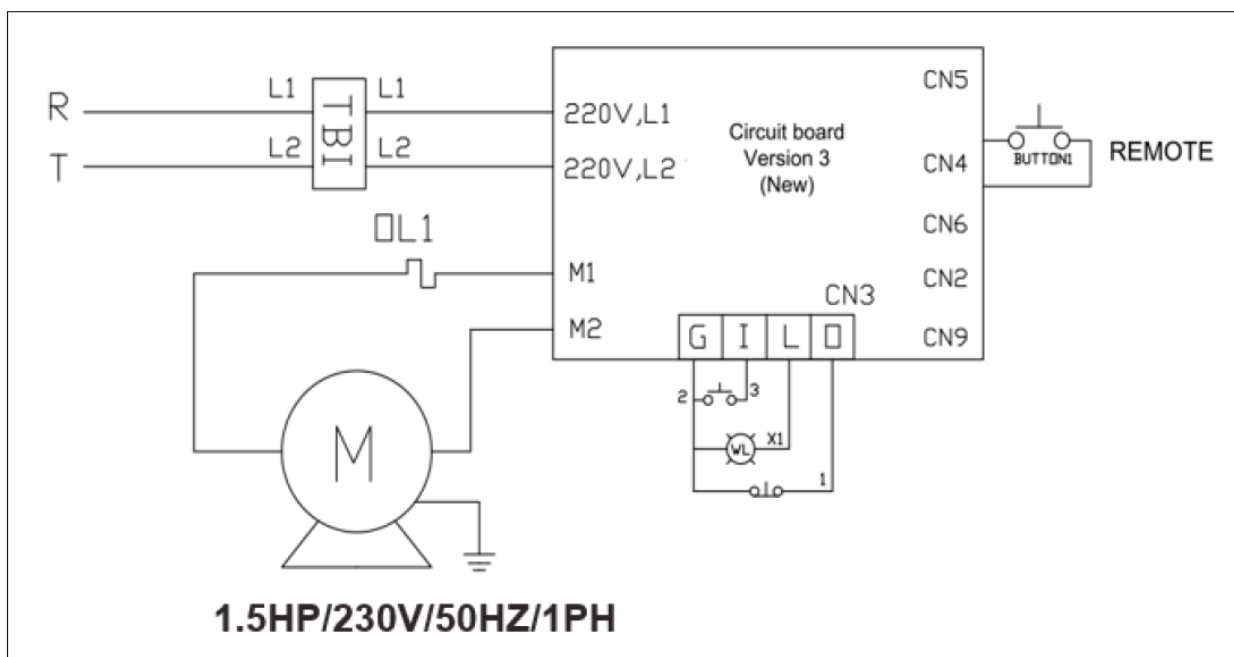 R L1 TBI L1 220V,L1
T L2 L2 220V,L2
Circuit board
Version 3
(New)
CN5
CN4
BUTTON1
REMOTE
CN6
CN2
CN9
OL1
M1
M2
CN3
G I L O
2 3
WL X1
1
M
1.5HP/230V/50HZ/1PH